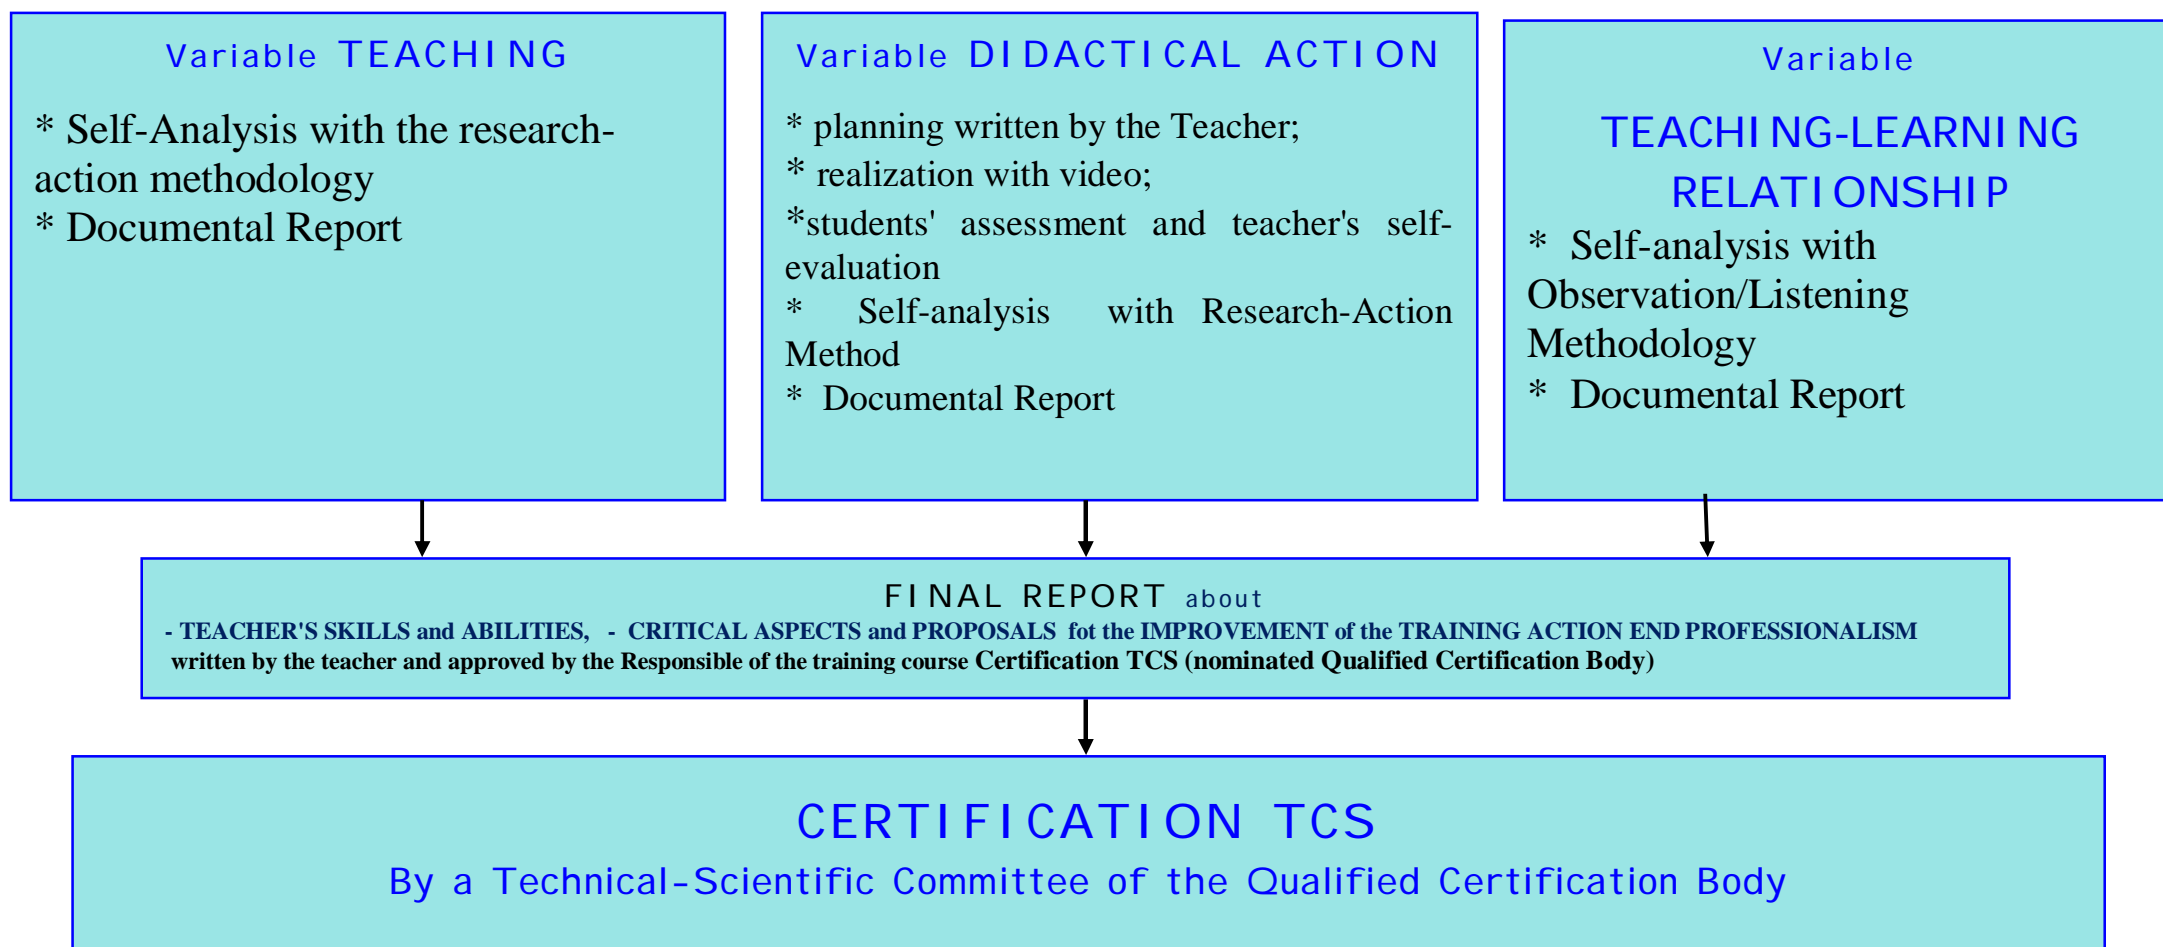 Variable TEACHING
* Self-Analysis with the research-
action methodology
* Documental Report
Variable DIDACTICAL ACTION
* planning written by the Teacher;
* realization with video;
*students' assessment and teacher's self-
evaluation
* Self-analysis with Research-Action
Method
* Documental Report
Variable
TEACHING-LEARNING
RELATIONSHIP
* Self-analysis with
Observation/Listening
Methodology
* Documental Report
FINAL REPORT about
- TEACHER'S SKILLS and ABILITIES, - CRITICAL ASPECTS and PROPOSALS fot the IMPROVEMENT of the TRAINING ACTION END PROFESSIONALISM
written by the teacher and approved by the Responsible of the training course Certification TCS (nominated Qualified Certification Body)
CERTIFICATION TCS
By a Technical-Scientific Committee of the Qualified Certification Body